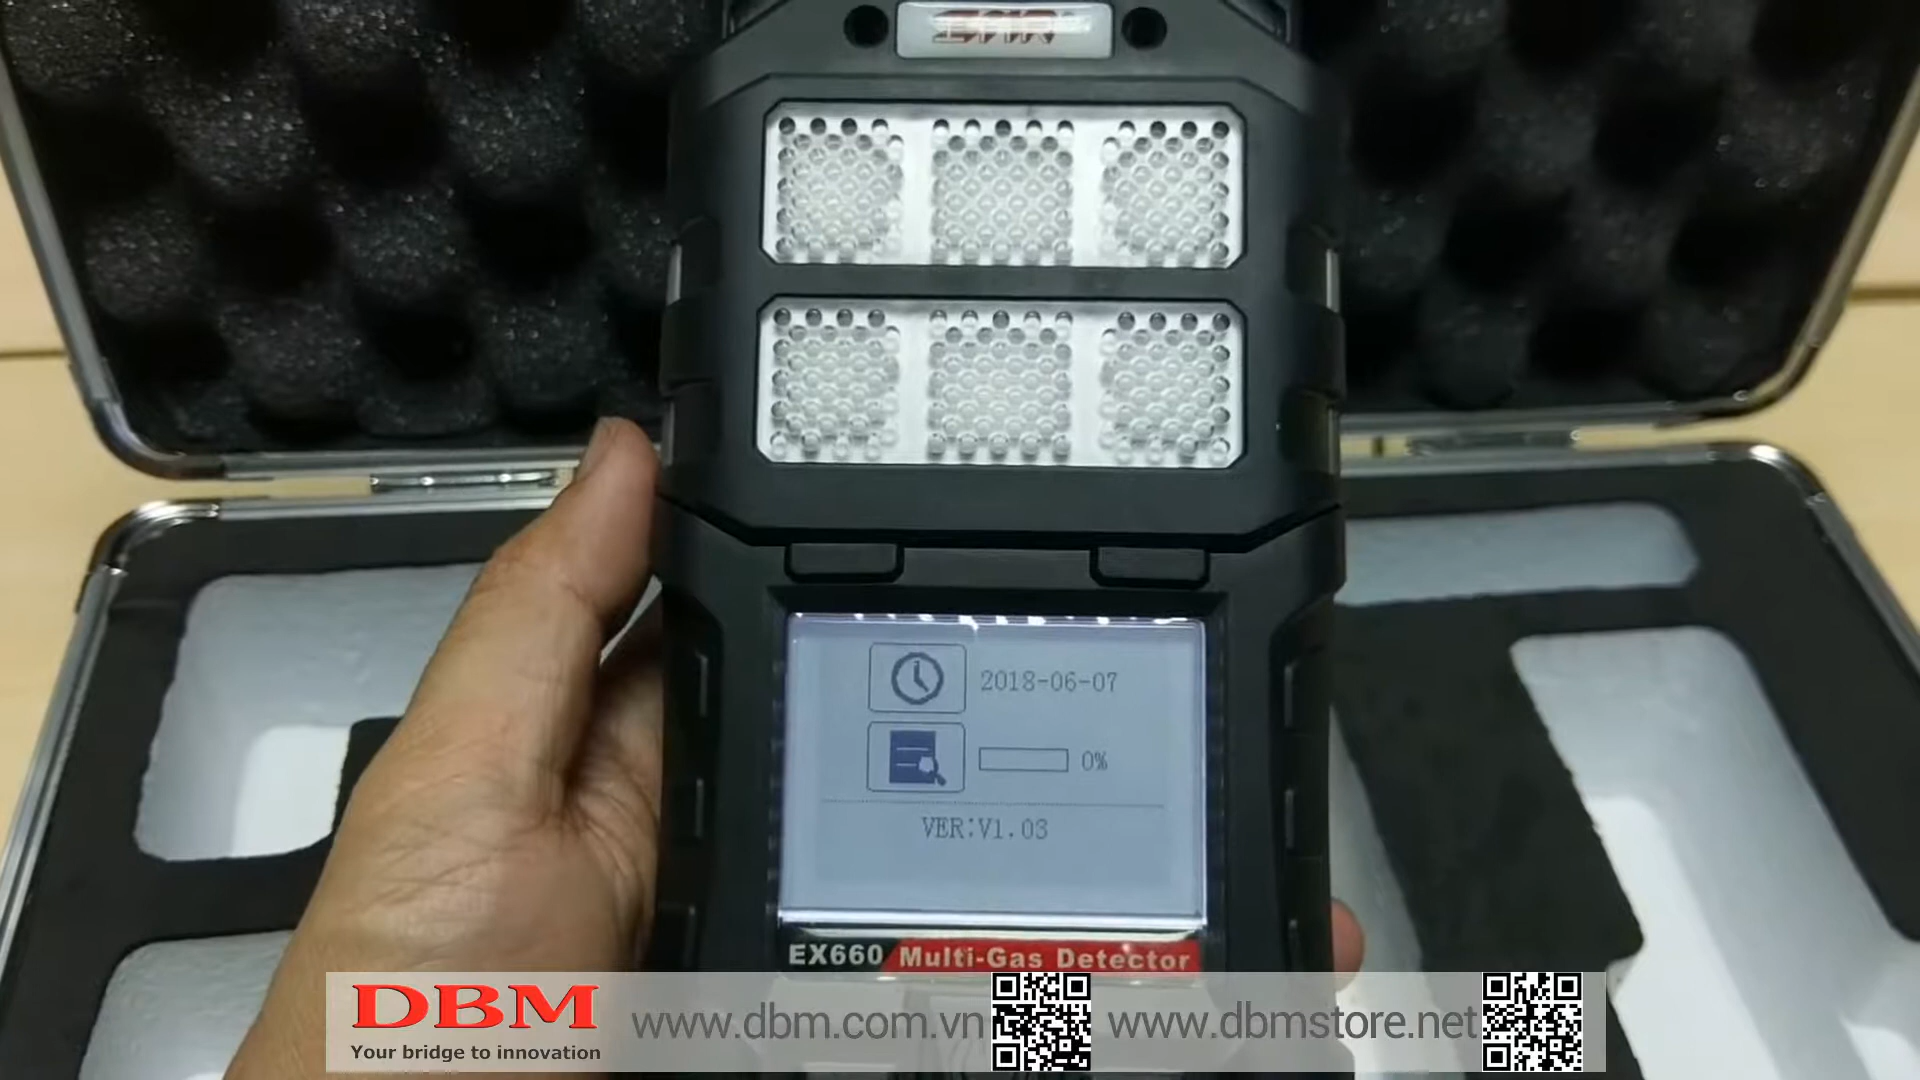 2018-06-07
0%
VER:V1.03
EX660 Multi-Gas Detector
DBM
Your bridge to innovation
www.dbm.com.vn
www.dbmstore.net